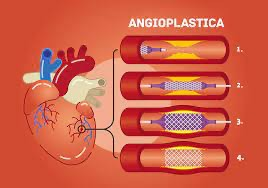 ANGIOPLASTICA
1.
2.
3-
4-